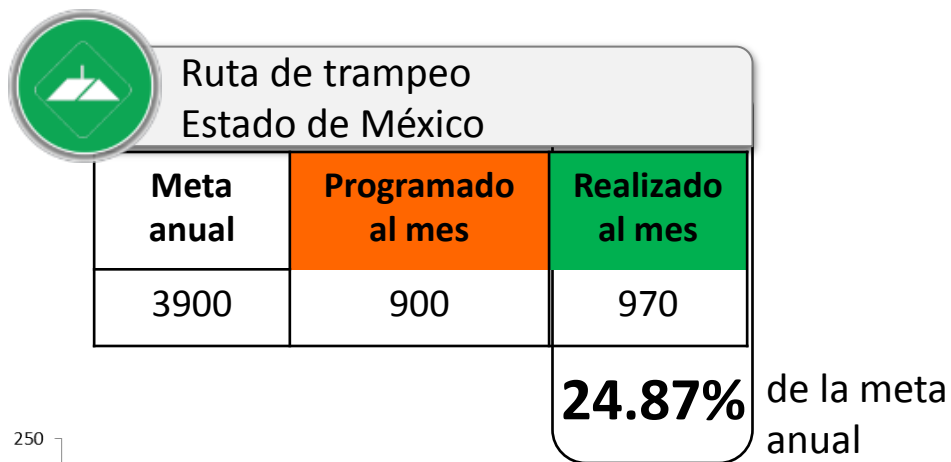 Ruta de trampeo
Estado de México
Meta anual
Programado al mes
Realizado al mes
3900
900
970
24.87%
de la meta
anual
250